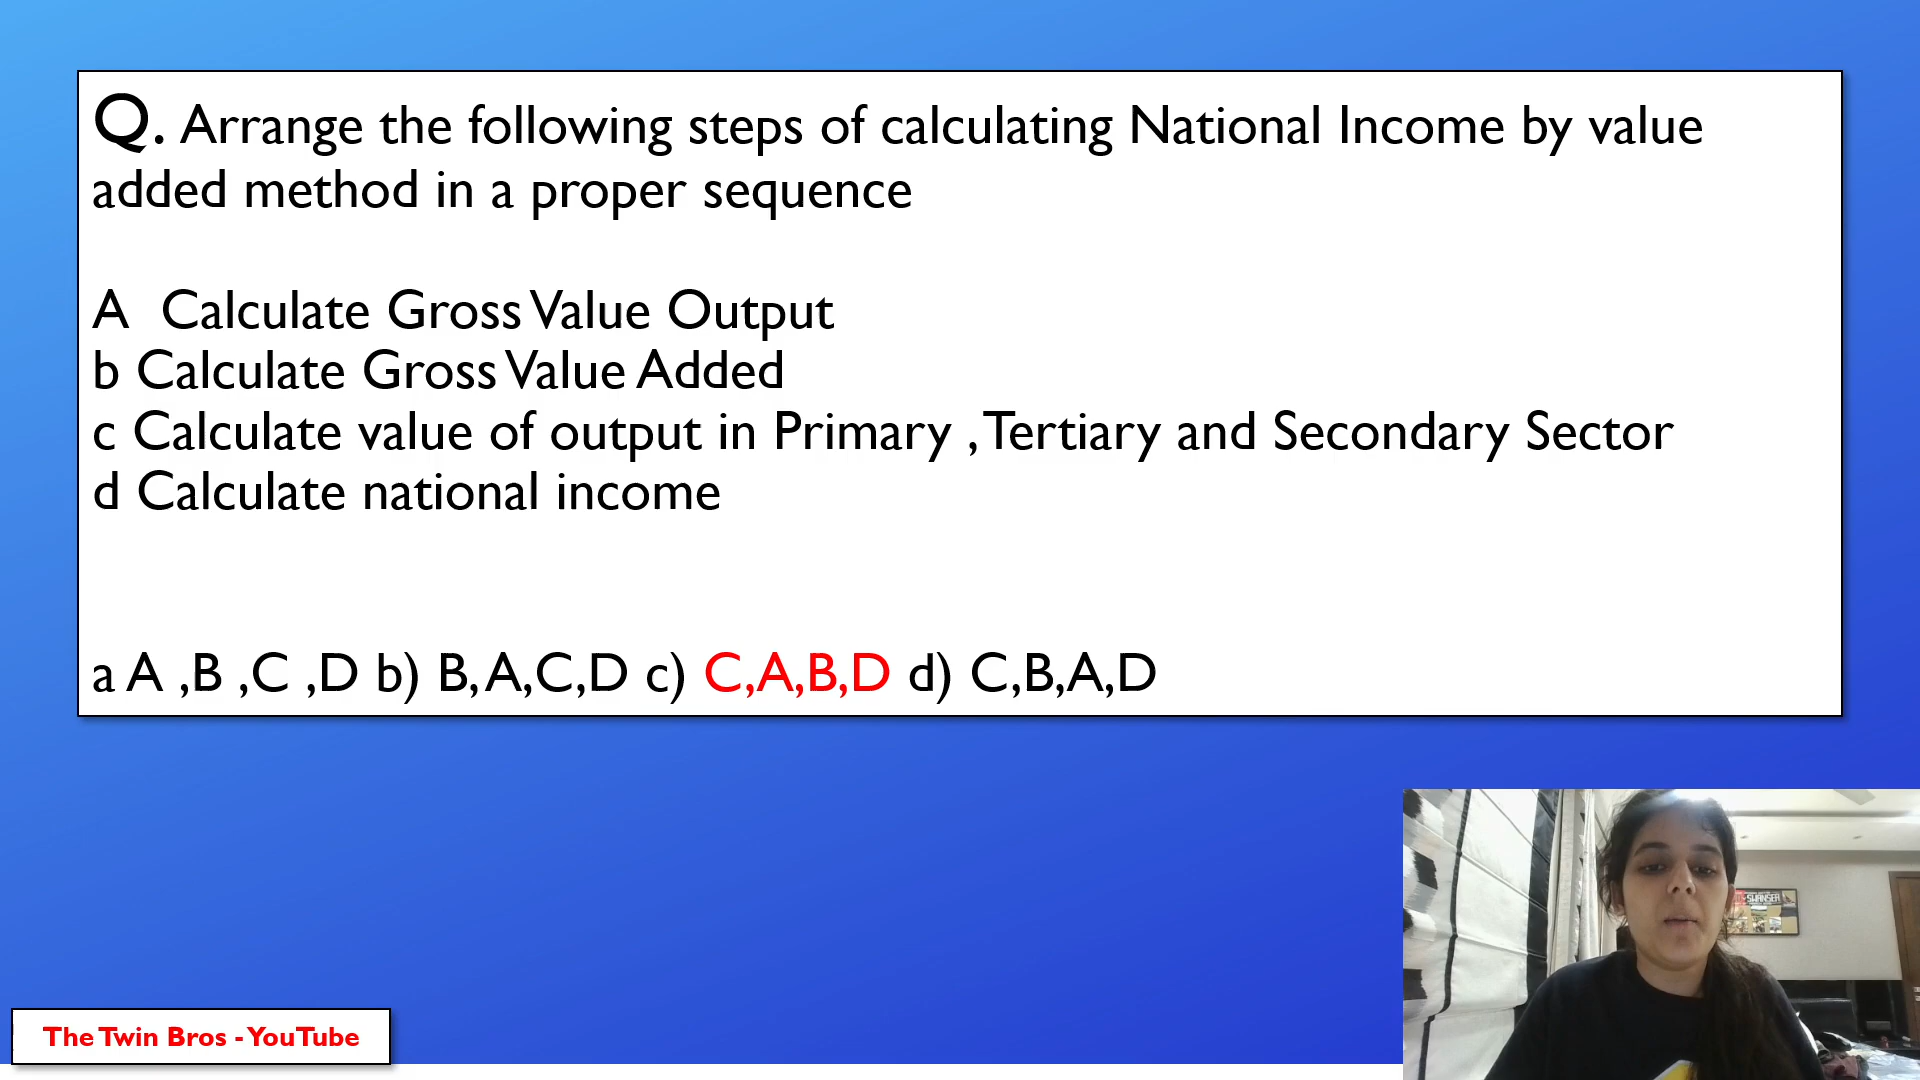 Q. Arrange the following steps of calculating National Income by value
added method in a proper sequence
A Calculate Gross Value Output
b Calculate Gross Value Added
c Calculate value of output in Primary , Tertiary and Secondary Sector
d Calculate national income
a A ,B ,C ,D b) B, A,C,D c) C,A,B,D d) C,B,A,D
SWANSEA
The Twin Bros - YouTube